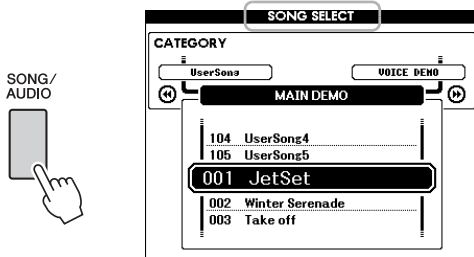 SONG SELECT
CATEGORY
UserSong
VOICE DEMO
MAIN DEMO
SONG/
AUDIO
104 UserSong4
105 UserSong5
001 JetSet
002 Winter Serenade
003 Take off